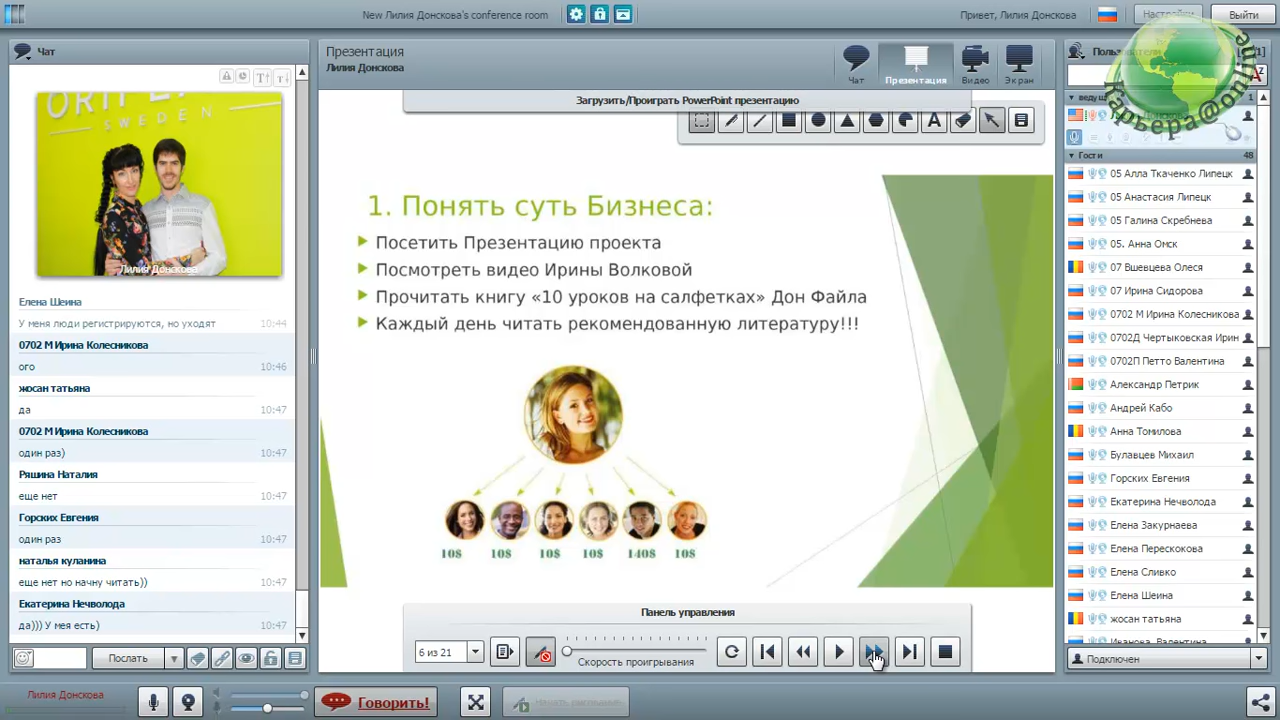 New Лилия Донскова's conference room
Привет, Лилия Донскова
Настройки
Выйти
Чат
ORIFLAME
SWEDEN
Лилия Донскова
Елена Шеина
У меня люди регистрируются, но уходят 10:44
0702 М Ирина Колесникова
ого 10:46
жосан татьяна
да 10:47
0702 М Ирина Колесникова
один раз) 10:47
Ряшина Наталия
еще нет 10:47
Горских Евгения
один раз 10:47
наталья куланина
еще нет но начну читать)) 10:47
Екатерина Нечволода
да))) У мея есть) 10:47
Послать
Презентация
Лилия Донскова
Чат
Презентация
Видео
Экран
Загрузить/Проиграть PowerPoint презентацию
1. Понять суть Бизнеса:
Посетить Презентацию проекта
Посмотреть видео Ирины Волковой
Прочитать книгу «10 уроков на салфетках» Дон Файла
Каждый день читать рекомендованную литературу!!!
10$ 10$ 10$ 10$ 140$ 10$
Панель управления
6 из 21
Скорость проигрывания
карьера@online
Гости 48
05 Алла Ткаченко Липецк
05 Анастасия Липецк
05 Галина Скребнева
05. Анна Омск
07 Вшевцева Олеся
07 Ирина Сидорова
0702 М Ирина Колесникова
0702Д Чертыковская Ирин
0702П Петто Валентина
Александр Петрик
Андрей Кабо
Анна Томилова
Булавцев Михаил
Горских Евгения
Екатерина Нечволода
Елена Закурнаева
Елена Перескокова
Елена Сливко
Елена Шеина
жосан татьяна
Иванова Валентина
Подключен
Лилия Донскова
Говорить!
Начать рисование